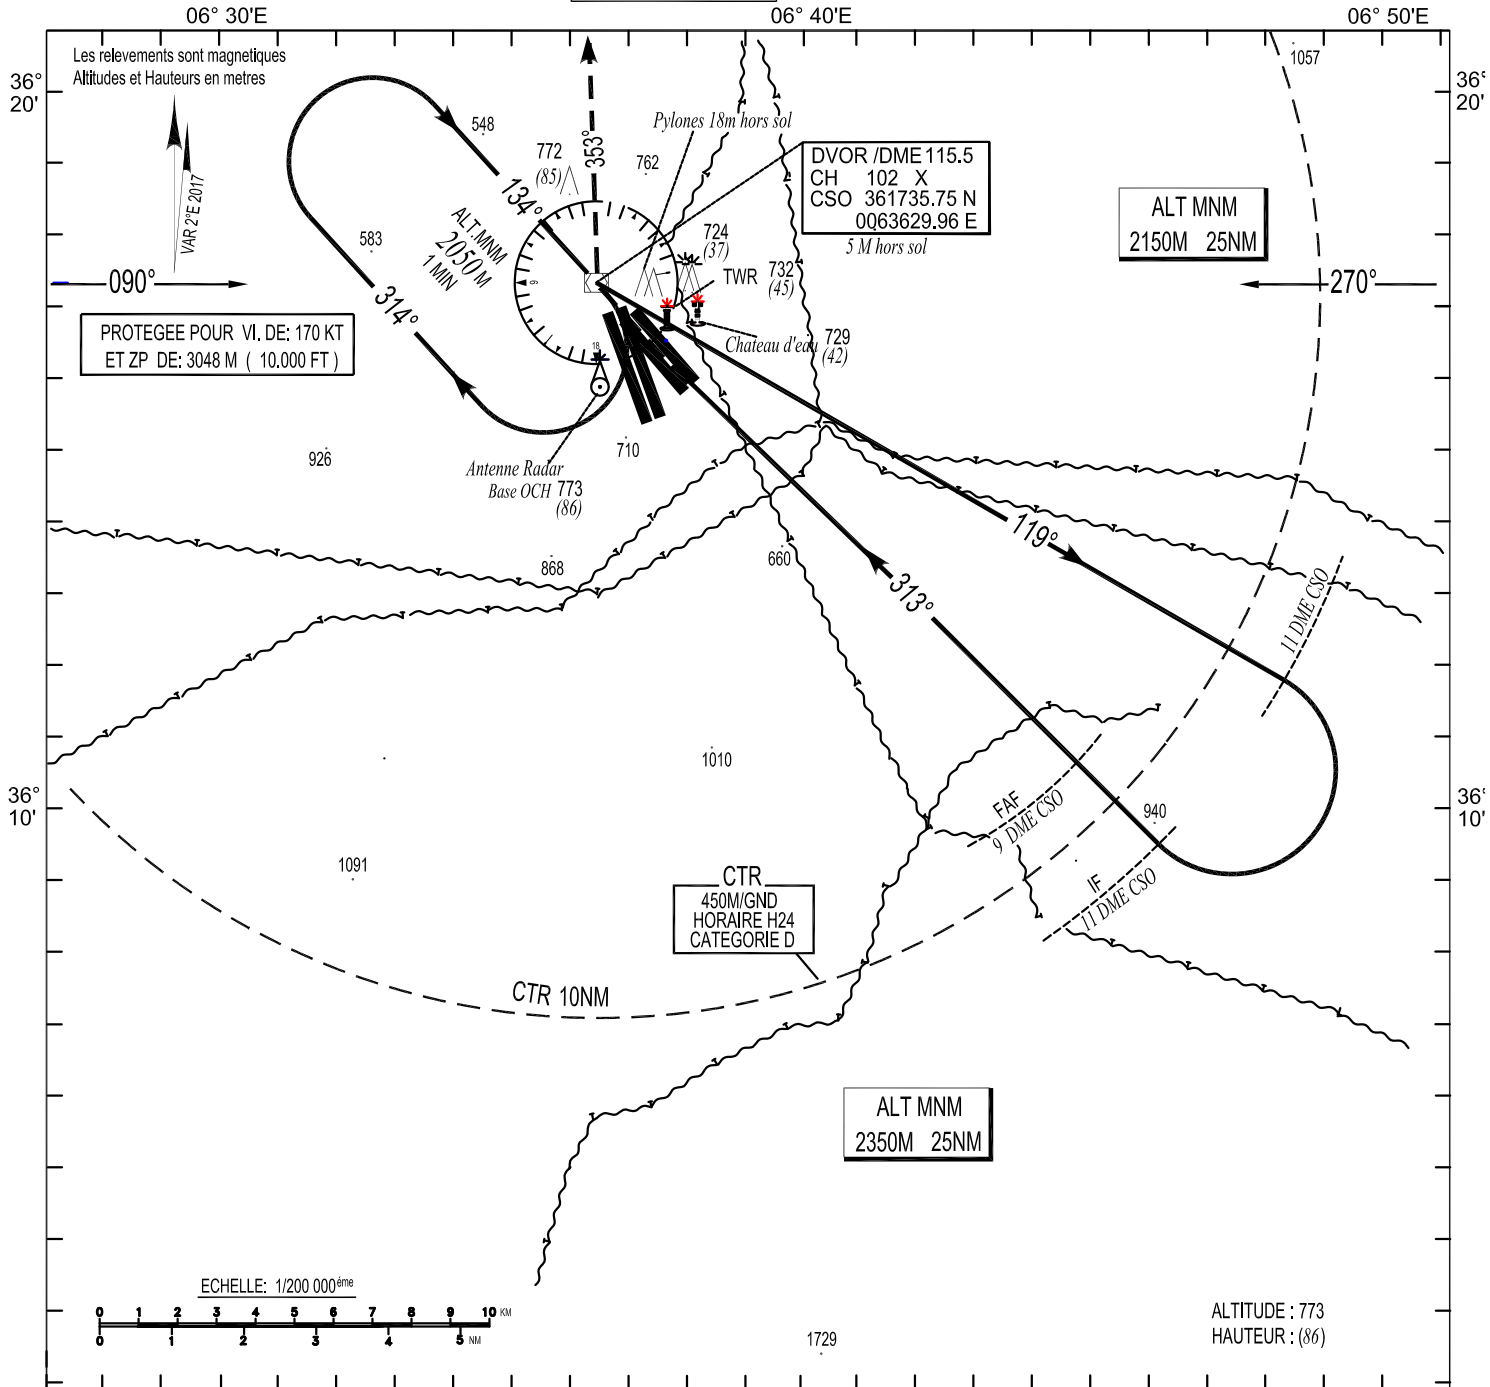 06° 30'E
06° 40'E
06° 50'E
Les relevements sont magnetiques
Altitudes et Hauteurs en metres
36°
20'
36°
20'
VAR 2°E 2017
1057
548
772
(85)
353°
762
Pylones 18m hors sol
DVOR /DME 115.5
CH 102 X
CSO 361735.75 N
0063629.96 E
5 M hors sol
ALT MNM
2150M 25NM
134°
ALT.MNM
2050 M
1 MIN
583
314°
090°
270°
9
18
724
(37)
TWR
732
(45)
Chateau d'eau
729
(42)
PROTEGEE POUR VI. DE: 170 KT
ET ZP DE: 3048 M ( 10.000 FT )
926
710
Antenne Radar
Base OCH 773
(86)
868
660
119°
313°
11 DME CSO
1010
36°
10'
36°
10'
FAF
9 DME CSO
940
IF
11 DME CSO
1091
CTR
450M/GND
HORAIRE H24
CATEGORIE D
CTR 10NM
ALT MNM
2350M 25NM
ECHELLE: 1/200 000éme
0 1 2 3 4 5 6 7 8 9 10 KM
0 1 2 3 4 5 NM
1729
ALTITUDE : 773
HAUTEUR : (86)